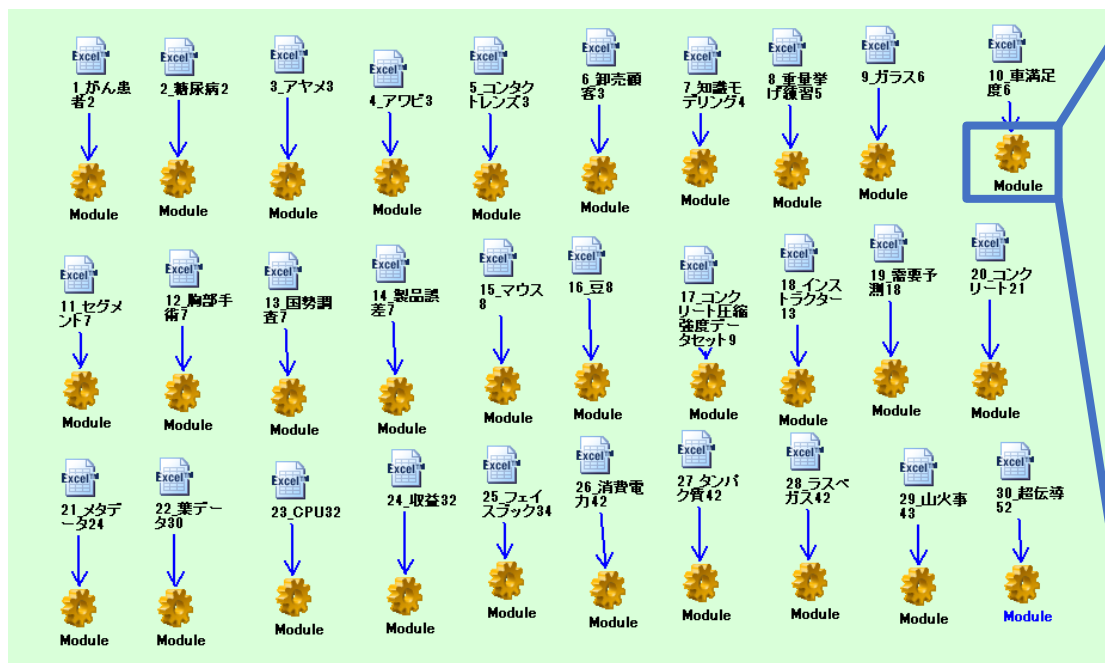 Excel
1_がん患
者2
Module
Excel
2_糖尿病2
Module
Excel
3_アヤメ3
Module
Excel
4_アワビ3
Module
Excel
5_コンタク
トレンズ3
Module
Excel
6_卸売顧
客3
Module
Excel
7_知識モ
デリング4
Module
Excel
8_重量挙
げ練習5
Module
Excel
9_ガラス6
Module
Excel
10_車満足
度6
Module
Excel
11_セグメ
ント7
Module
Excel
12_胸部手
術7
Module
Excel
13_国勢調
査7
Module
Excel
14_製品誤
差7
Module
Excel
15_マウス
8
Module
Excel
16_豆8
Module
Excel
17_コンク
リート圧縮
強度デー
タセット9
Module
Excel
18_インス
トラクター
13
Module
Excel
19_需要予
測18
Module
Excel
20_コンク
リート21
Module
Excel
21_メタデ
ータ24
Module
Excel
22_葉デー
タ30
Module
Excel
23_CPU32
Module
Excel
24_収益32
Module
Excel
25_フェイ
スブック34
Module
Excel
26_消費電
力42
Module
Excel
27_タンパ
ク質42
Module
Excel
28_ラスベ
ガス42
Module
Excel
29_山火事
43
Module
Excel
30_超伝導
52
Module